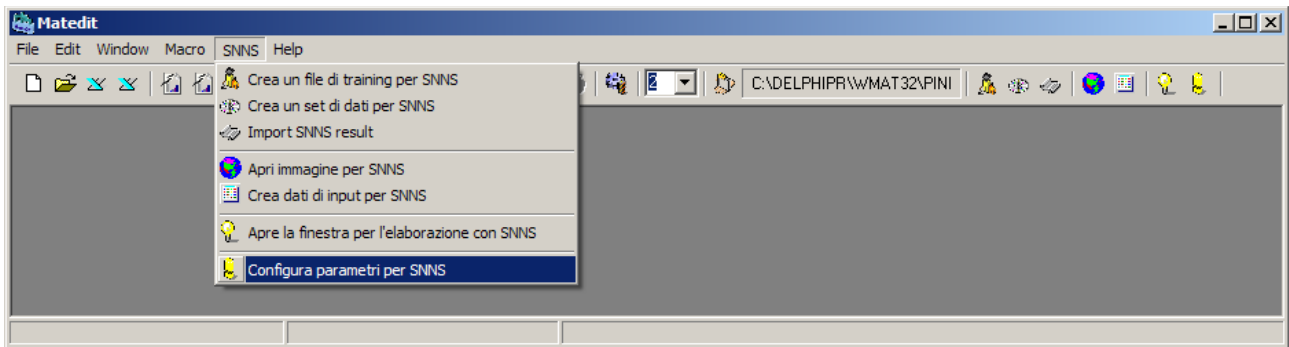 Matedit
File Edit Window Macro SNNS Help
2 C:\DELPHIPR\WMAT32\PINI
Crea un file di training per SNNS
Crea un set di dati per SNNS
Import SNNS result
Apri immagine per SNNS
Crea dati di input per SNNS
Apre la finestra per l'elaborazione con SNNS
Configura parametri per SNNS